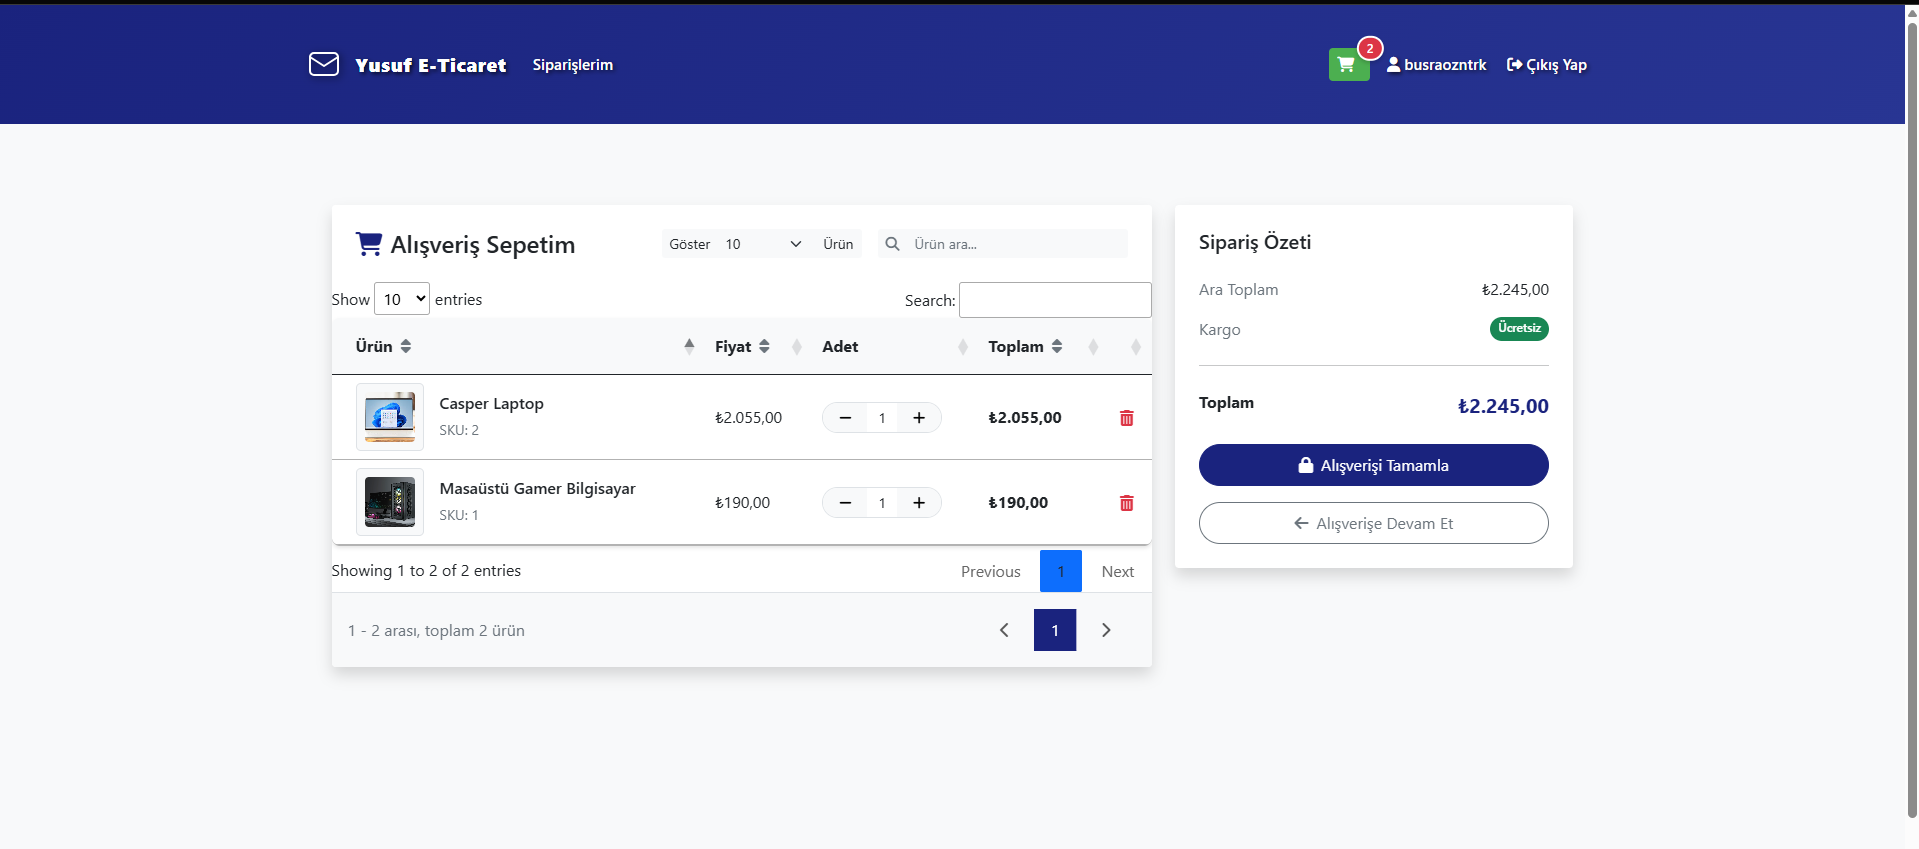 Yusuf E-Ticaret Siparişlerim 2 busraozntrk Çıkış Yap
Alışveriş Sepetim Göster 10 Ürün Ürün ara...
Show 10 entries Search:
Ürün Fiyat Adet Toplam
Casper Laptop
SKU: 2
₺2.055,00 1 ₺2.055,00
Masaüstü Gamer Bilgisayar
SKU: 1
₺190,00 1 ₺190,00
Showing 1 to 2 of 2 entries Previous 1 Next
1 - 2 arası, toplam 2 ürün 1
Sipariş Özeti
Ara Toplam ₺2.245,00
Kargo Ücretsiz
Toplam ₺2.245,00
Alışverişi Tamamla
Alışverişe Devam Et